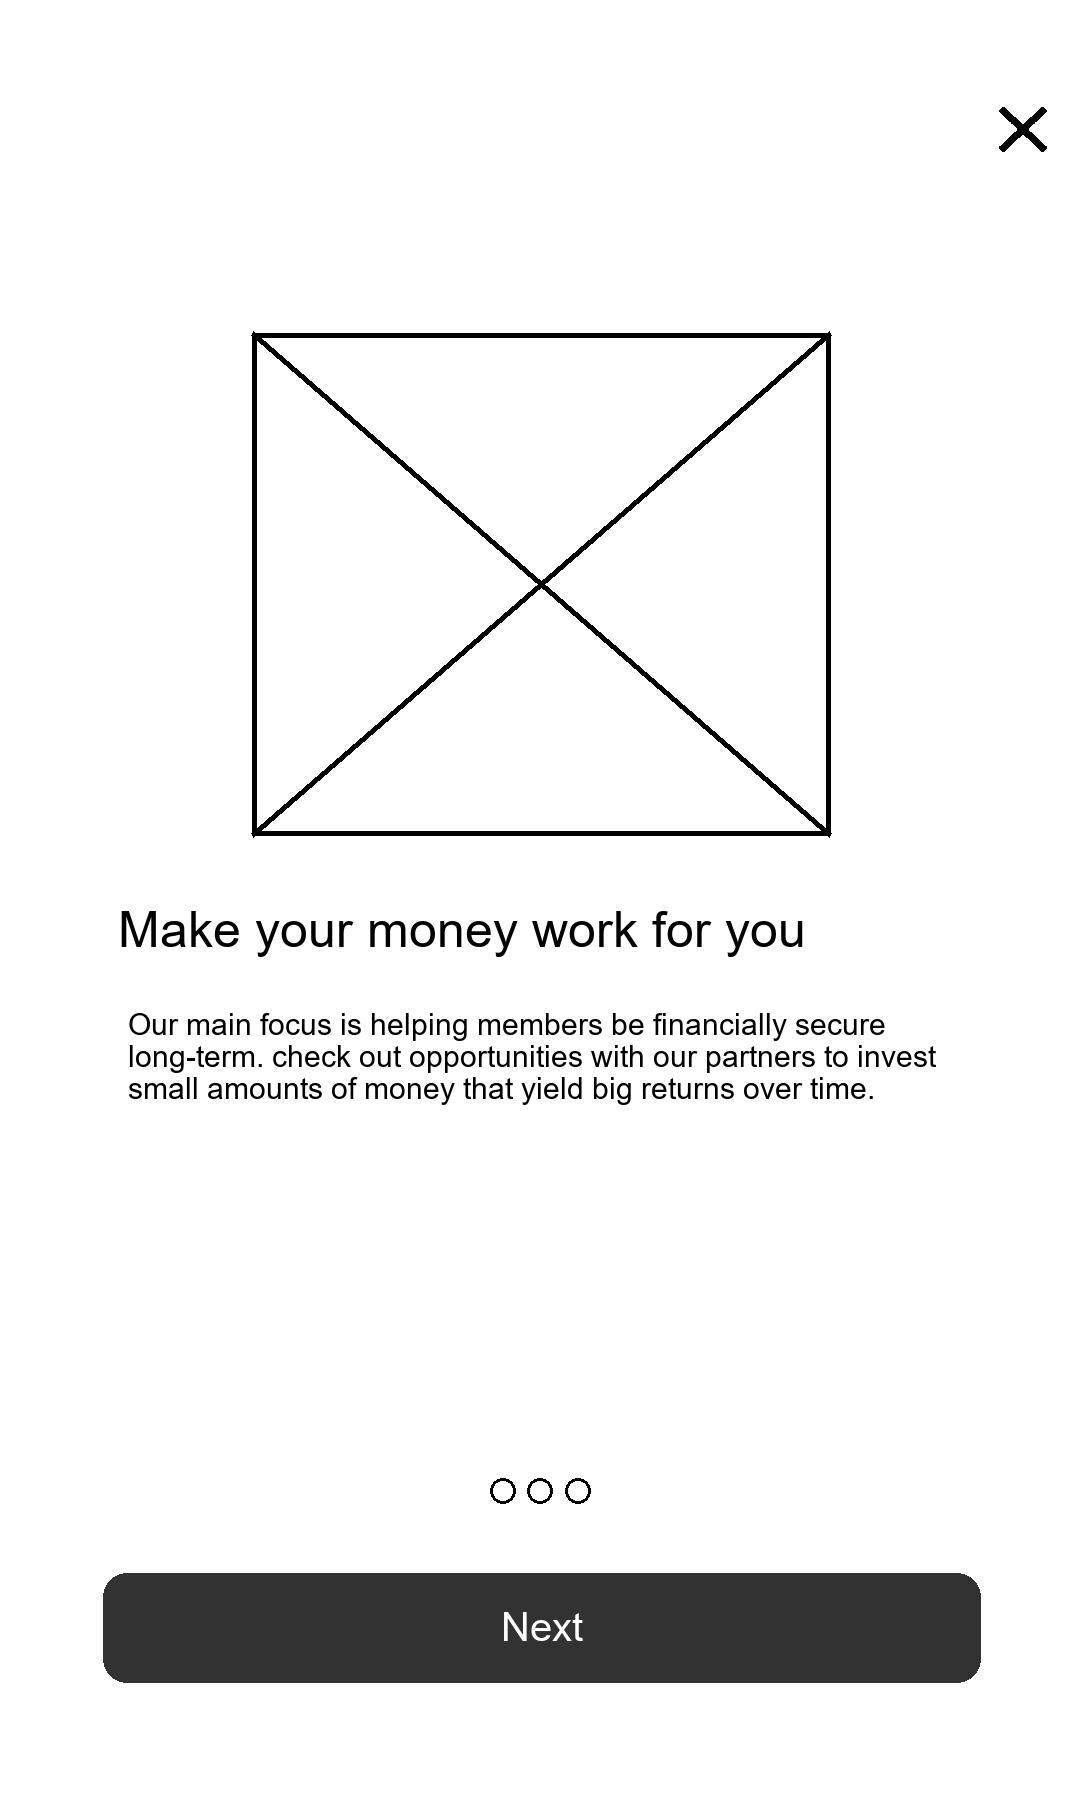 Make your money work for you
Our main focus is helping members be financially secure
long-term. check out opportunities with our partners to invest
small amounts of money that yield big returns over time.
Next